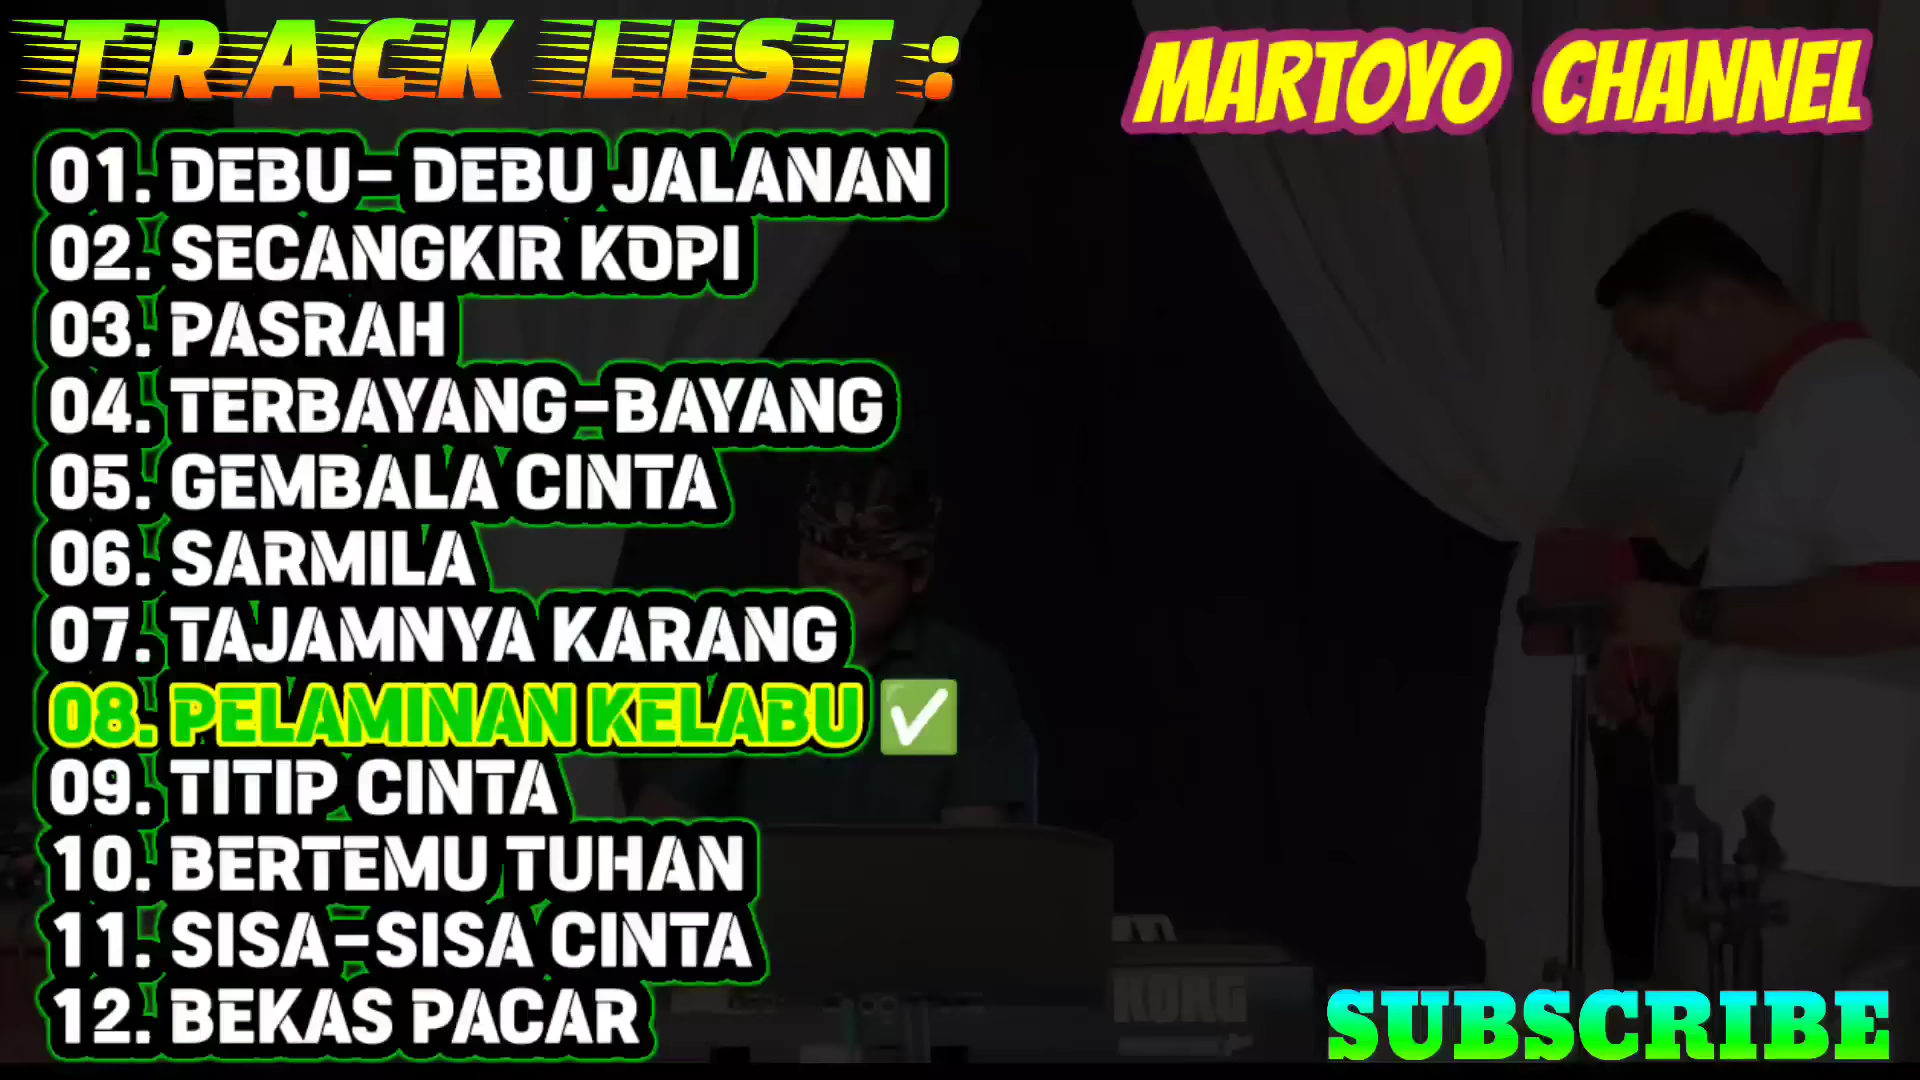 TRACK LIST:
MARTOYO CHANNEL
01. DEBU- DEBU JALANAN
02. SECANGKIR KOPI
03. PASRAH
04. TERBAYANG-BAYANG
05. GEMBALA CINTA
06. SARMILA
07. TAJAMNYA KARANG
08. PELAMINAN KELABU ✅
09. TITIP CINTA
10. BERTEMU TUHAN
11. SISA-SISA CINTA
12. BEKAS PACAR
KORG
SUBSCRIBE